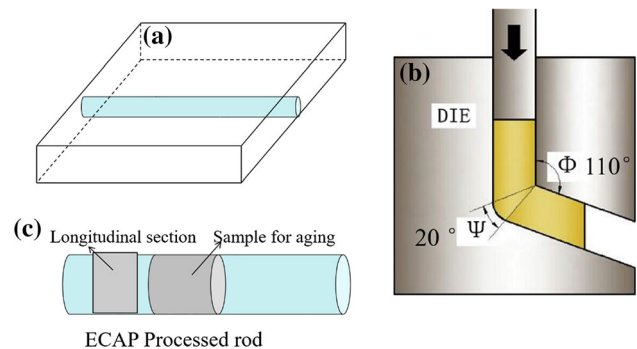 (a)
(b)
DIE
Φ 110°
20 ° Ψ
(c)
Longitudinal section
Sample for aging
ECAP Processed rod